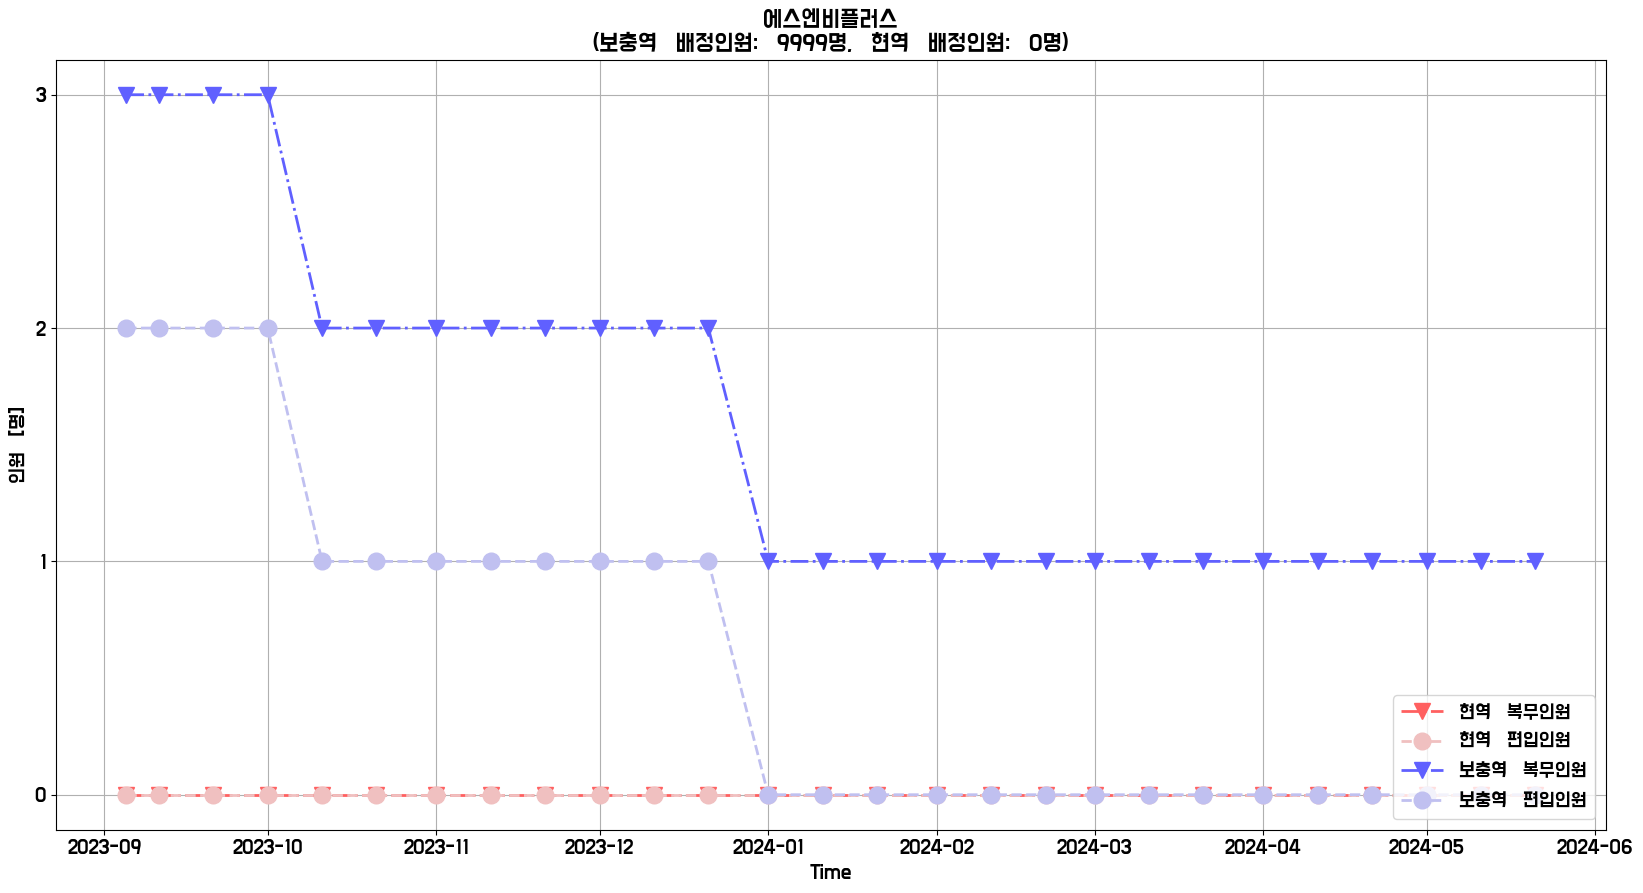 에스엔비플러스
(보충역 배정인원: 9999명, 현역 배정인원: 0명)
3
2
1
0
인원 [명]
현역 복무인원
현역 편입인원
보충역 복무인원
보충역 편입인원
2023-09 2023-10 2023-11 2023-12 2024-01 2024-02 2024-03 2024-04 2024-05 2024-06
Time